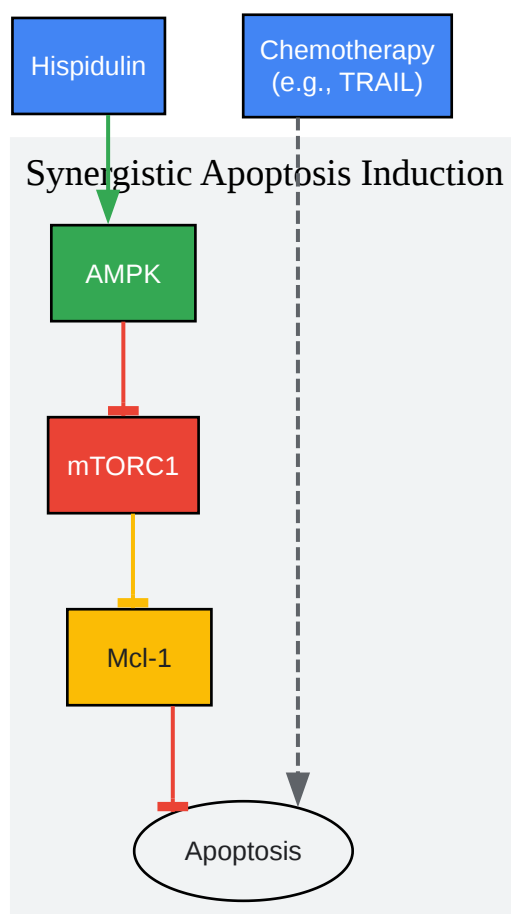 Hispidulin
Chemotherapy
(e.g., TRAIL)
Synergistic Apoptosis Induction
AMPK
mTORC1
Mcl-1
Apoptosis